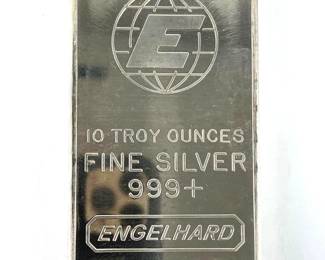 E
10 TROY OUNCES
FINE SILVER
999+
ENGELHARD